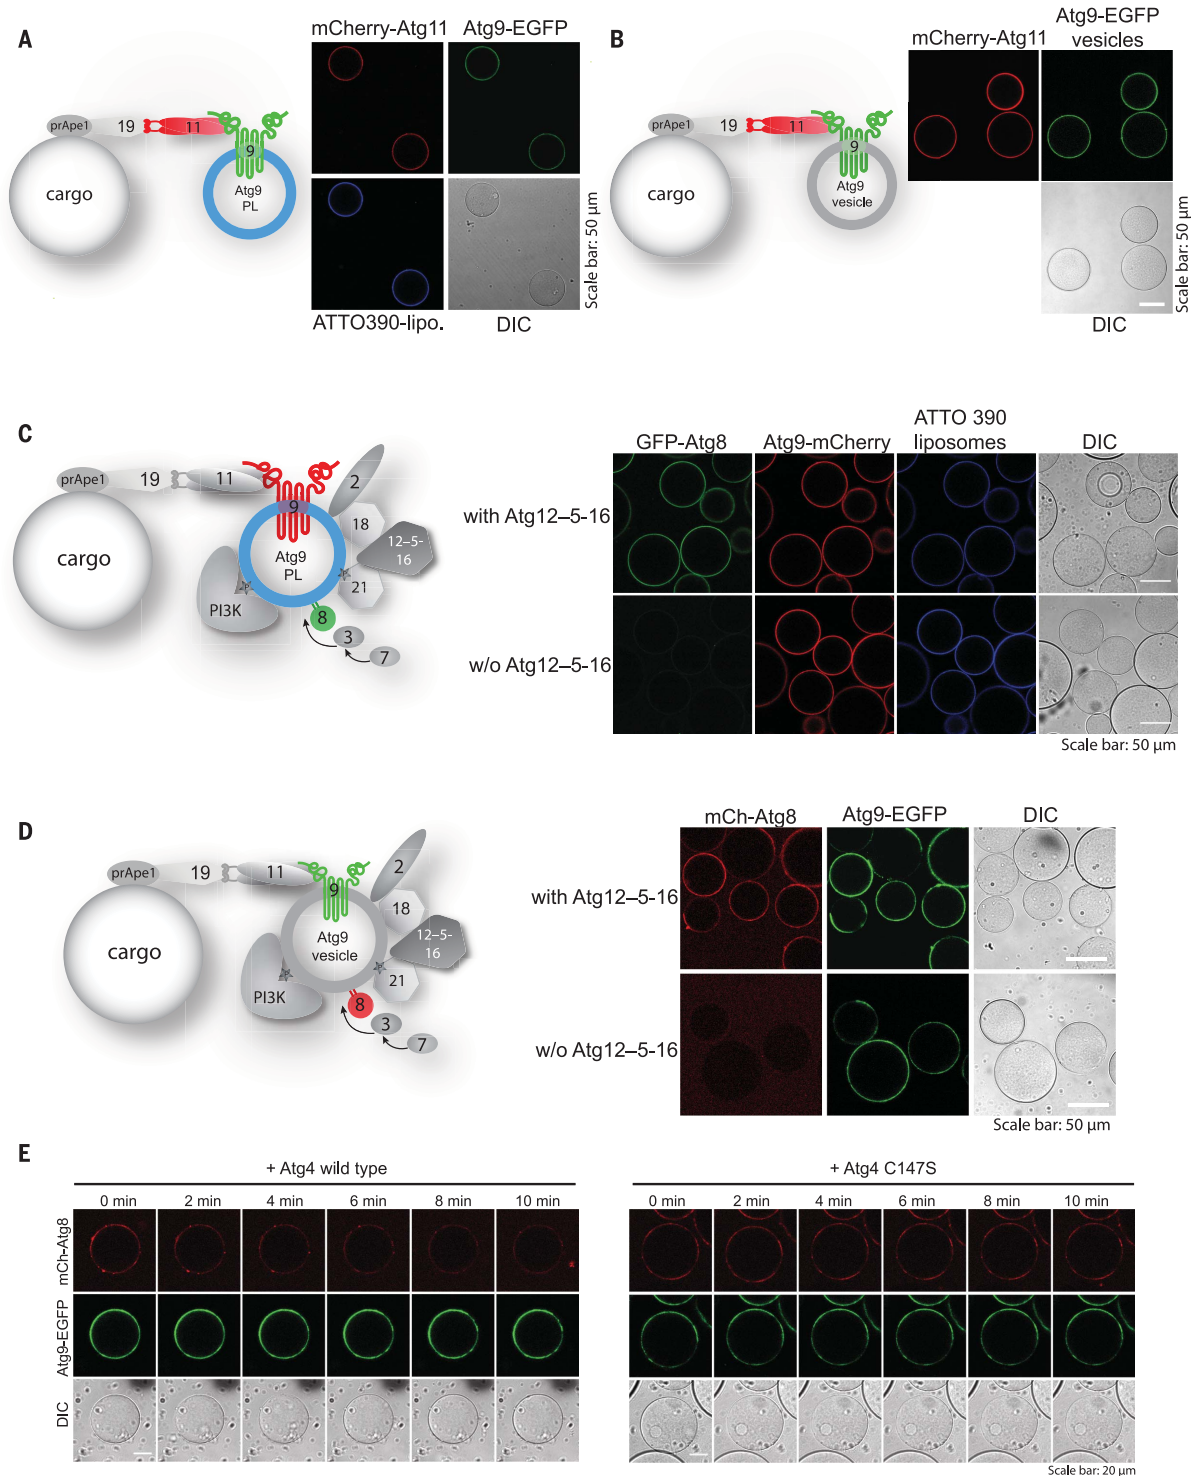 A
mCherry-Atg11 Atg9-EGFP
prApe1 19 11 9
cargo
Atg9
PL
ATTO390-lipo. DIC
Scale bar: 50 μm
B
mCherry-Atg11
Atg9-EGFP
vesicles
prApe1 19 11 9
cargo
Atg9
vesicle
DIC
Scale bar: 50 μm
C
prApe1 19 11 9 2
18
12–5-
16
cargo
Atg9
PL
21
PI3K
P
8
3
7
GFP-Atg8 Atg9-mCherry
ATTO 390
liposomes
DIC
with Atg12–5-16
w/o Atg12–5-16
Scale bar: 50 μm
D
prApe1 19 11 9 2
18
12–5-
16
cargo
Atg9
vesicle
21
PI3K
P
8
3
7
mCh-Atg8 Atg9-EGFP DIC
with Atg12–5-16
w/o Atg12–5-16
Scale bar: 50 μm
E
+ Atg4 wild type
0 min 2 min 4 min 6 min 8 min 10 min
+ Atg4 C147S
0 min 2 min 4 min 6 min 8 min 10 min
mCh-Atg8
Atg9-EGFP
DIC
Scale bar: 20 μm